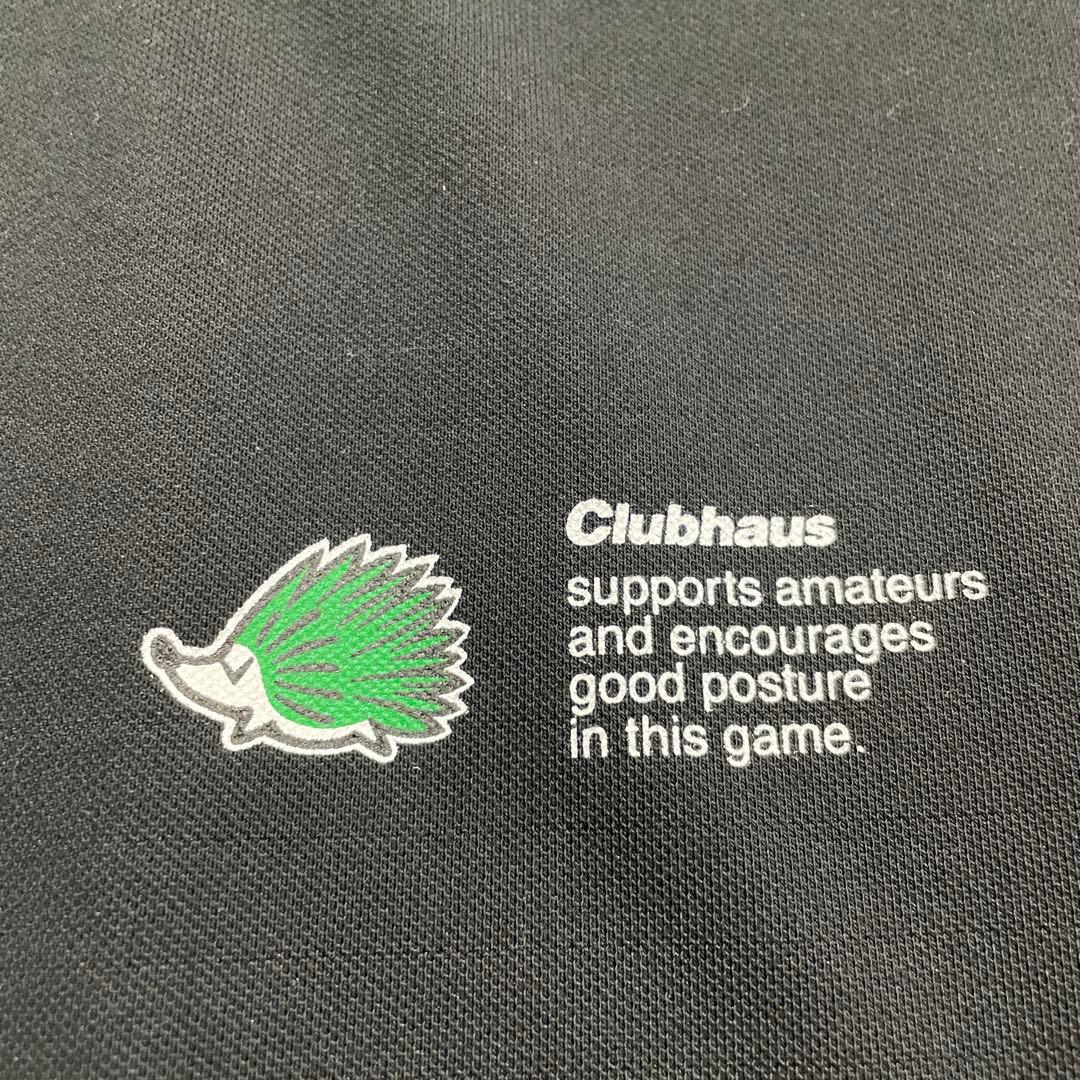 Clubhaus
supports amateurs
and encourages
good posture
in this game.